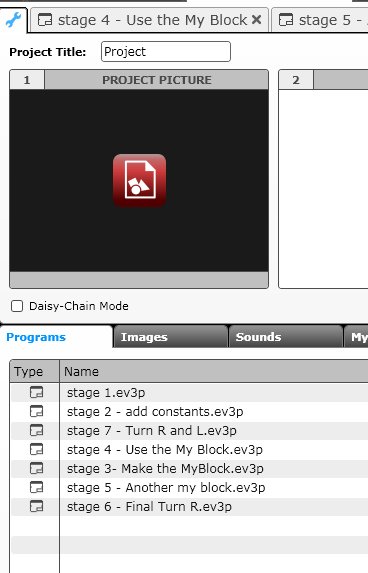 stage 4 - Use the My Block
stage 5 -
Project Title: Project
1 PROJECT PICTURE 2
Daisy-Chain Mode
Programs Images Sounds My
Type Name
stage 1.ev3p
stage 2 - add constants.ev3p
stage 7 - Turn R and L.ev3p
stage 4 - Use the My Block.ev3p
stage 3- Make the MyBlock.ev3p
stage 5 - Another my block.ev3p
stage 6 - Final Turn R.ev3p